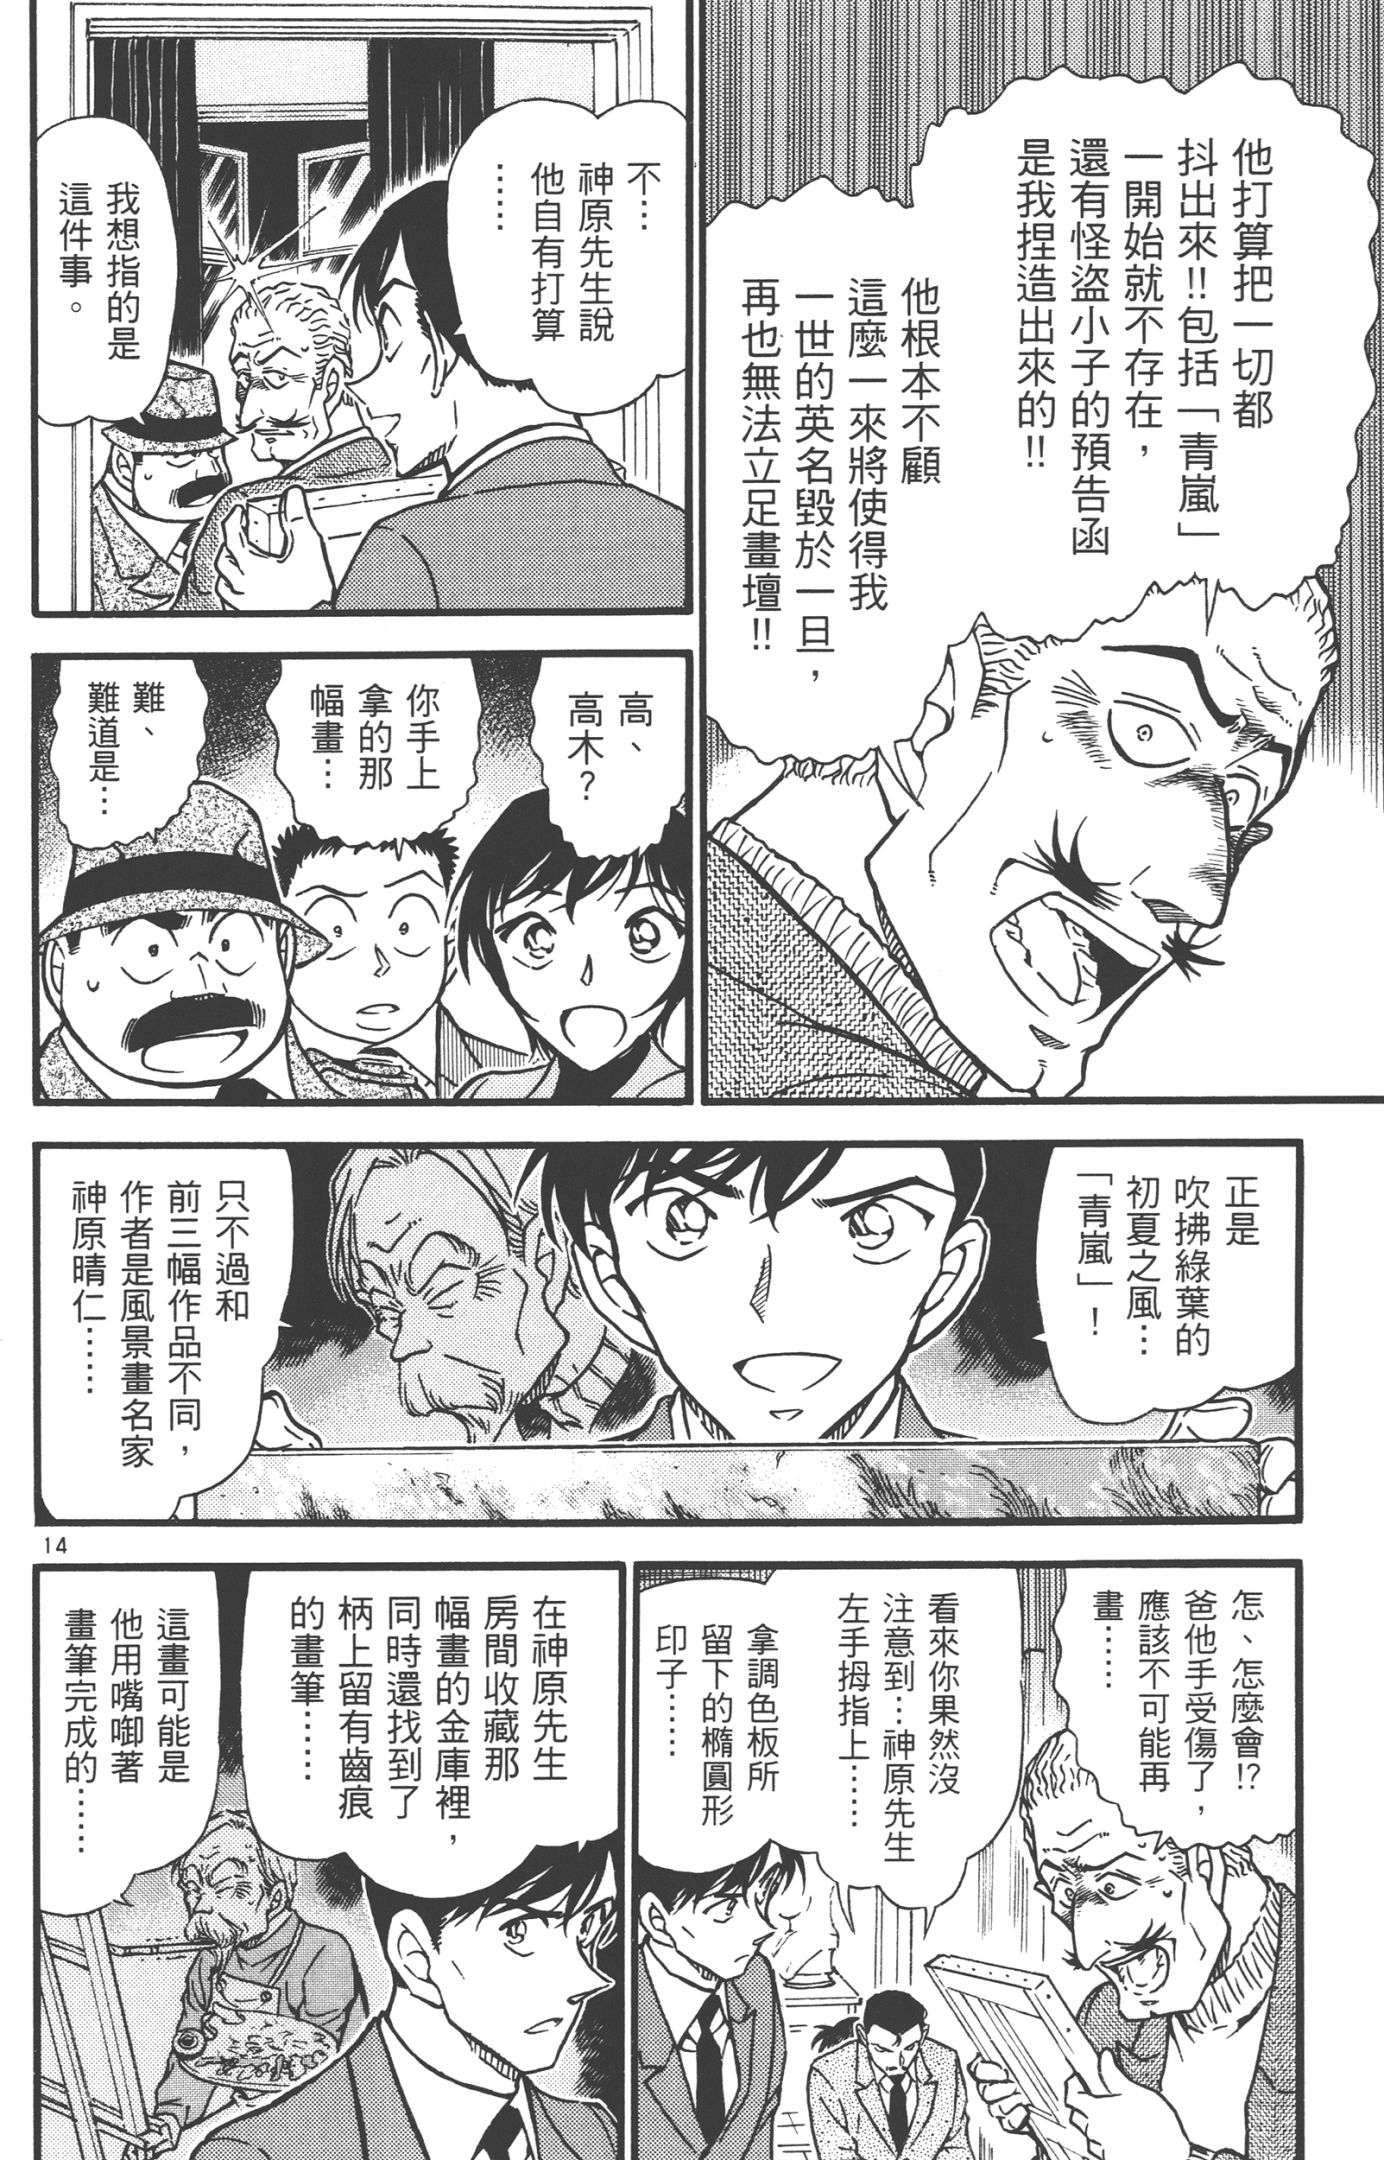 他打算把一切都
抖出來!!包括「青嵐」
一開始就不存在，
還有怪盜小子的預告函
是我捏造出來的!!
他根本不顧
這麼一來將使得我
一世的英名毀於一旦，
再也無法立足畫壇!!
不…
神原先生說
他自有打算
……
我想指的是
這件事。
高、
高木?
你手上
拿的那
幅畫…
難、
難道是…
正是
吹拂綠葉的
初夏之風…
「青嵐」!
只不過和
前三幅作品不同，
作者是風景畫名家
神原晴仁……
14
怎、怎麼會!?
爸他手受傷了，
應該不可能再
畫……
看來你果然沒
注意到…神原先生
左手拇指上……
拿調色板所
留下的橢圓形
印子……
在神原先生
房間收藏那
幅畫的金庫裡，
同時還找到了
柄上留有齒痕
的畫筆……
這畫可能是
他用嘴啣著
畫筆完成的……